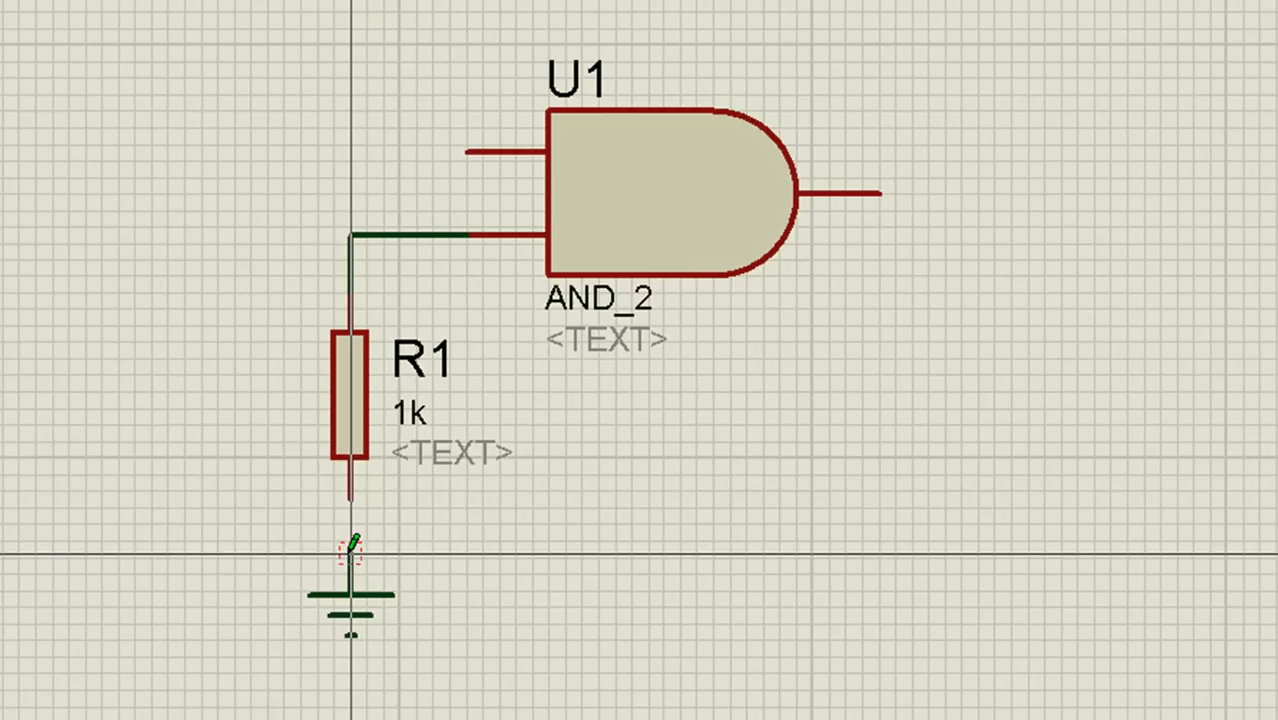 U1
AND_2
<TEXT>
R1
1k
<TEXT>